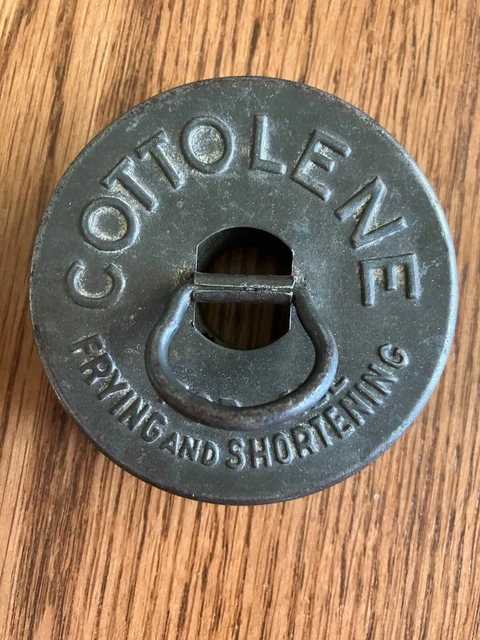 COTTOLENE
FRYING AND SHORTENING